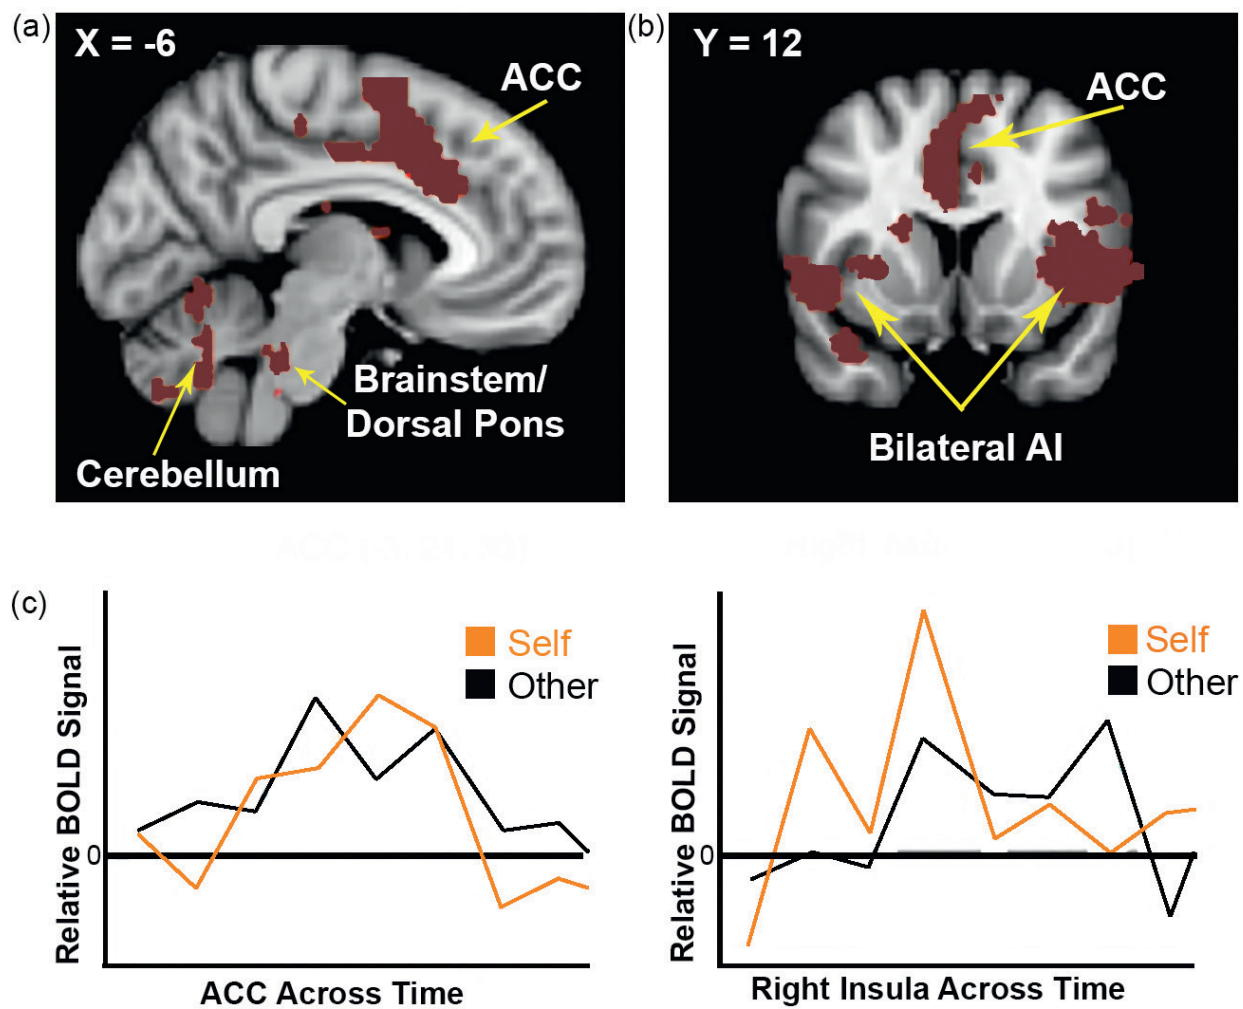 (a)
X = -6
ACC
Brainstem/
Dorsal Pons
Cerebellum
(b)
Y = 12
ACC
Bilateral AI
(c)
Relative BOLD Signal
0
Self
Other
ACC Across Time
Relative BOLD Signal
0
Self
Other
Right Insula Across Time